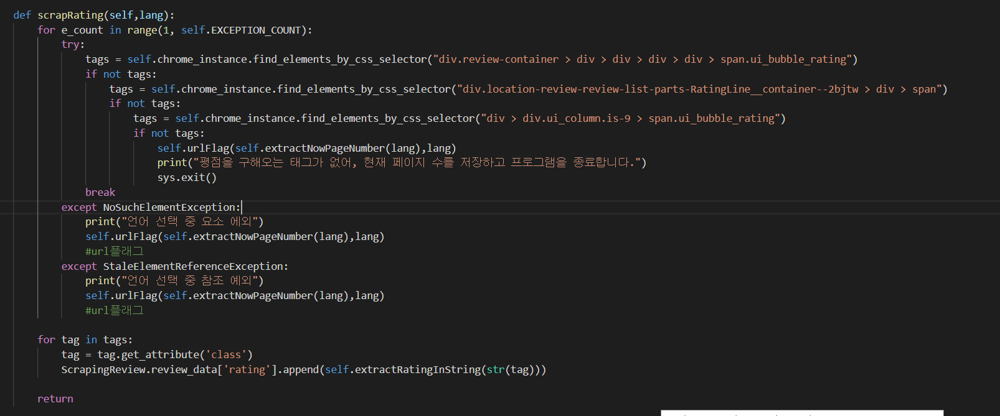 def scrapRating(self,lang):
for e_count in range(1, self.EXCEPTION_COUNT):
try:
tags = self.chrome_instance.find_elements_by_css_selector("div.review-container > div > div > div > div > span.ui_bubble_rating")
if not tags:
tags = self.chrome_instance.find_elements_by_css_selector("div.location-review-review-list-parts-RatingLine__container--2bjtw > div > span")
if not tags:
tags = self.chrome_instance.find_elements_by_css_selector("div > div.ui_column.is-9 > span.ui_bubble_rating")
if not tags:
self.urlFlag(self.extractNowPageNumber(lang),lang)
print("평점을 구해오는 태그가 없어, 현재 페이지 수를 저장하고 프로그램을 종료합니다.")
sys.exit()
break
except NoSuchElementException:
print("언어 선택 중 요소 예외")
self.urlFlag(self.extractNowPageNumber(lang),lang)
#url플래그
except StaleElementReferenceException:
print("언어 선택 중 참조 예외")
self.urlFlag(self.extractNowPageNumber(lang),lang)
#url플래그
for tag in tags:
tag = tag.get_attribute('class')
ScrapingReview.review_data['rating'].append(self.extractRatingInString(str(tag)))
return